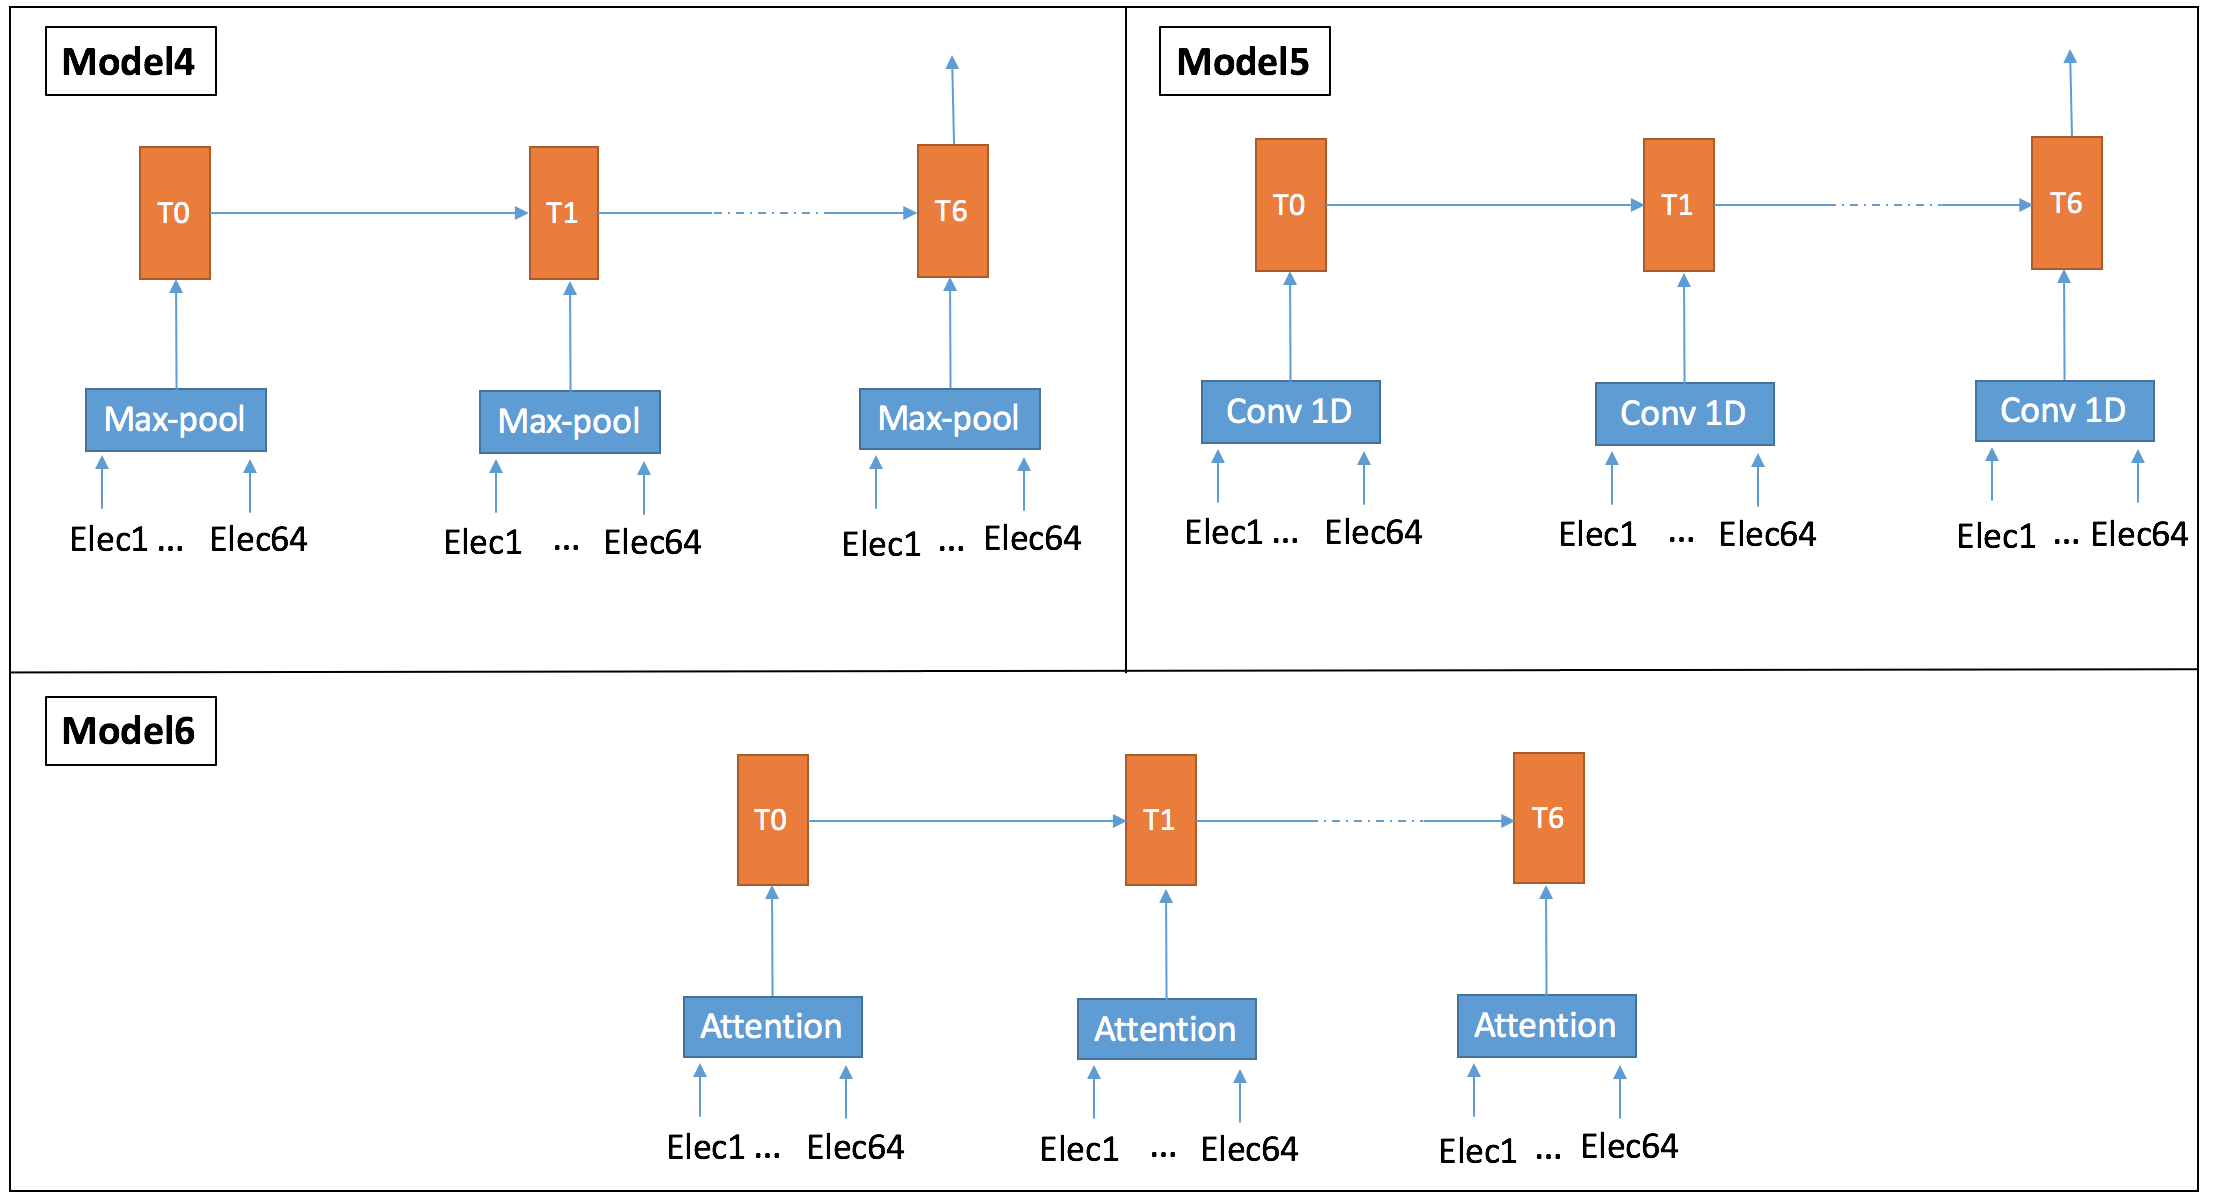 Model4
T0 T1 T6
Max-pool Max-pool Max-pool
Elec1 ... Elec64 Elec1 ... Elec64 Elec1 ... Elec64
Model5
T0 T1 T6
Conv 1D Conv 1D Conv 1D
Elec1 ... Elec64 Elec1 ... Elec64 Elec1 ... Elec64
Model6
T0 T1 T6
Attention Attention Attention
Elec1 ... Elec64 Elec1 ... Elec64 Elec1 ... Elec64